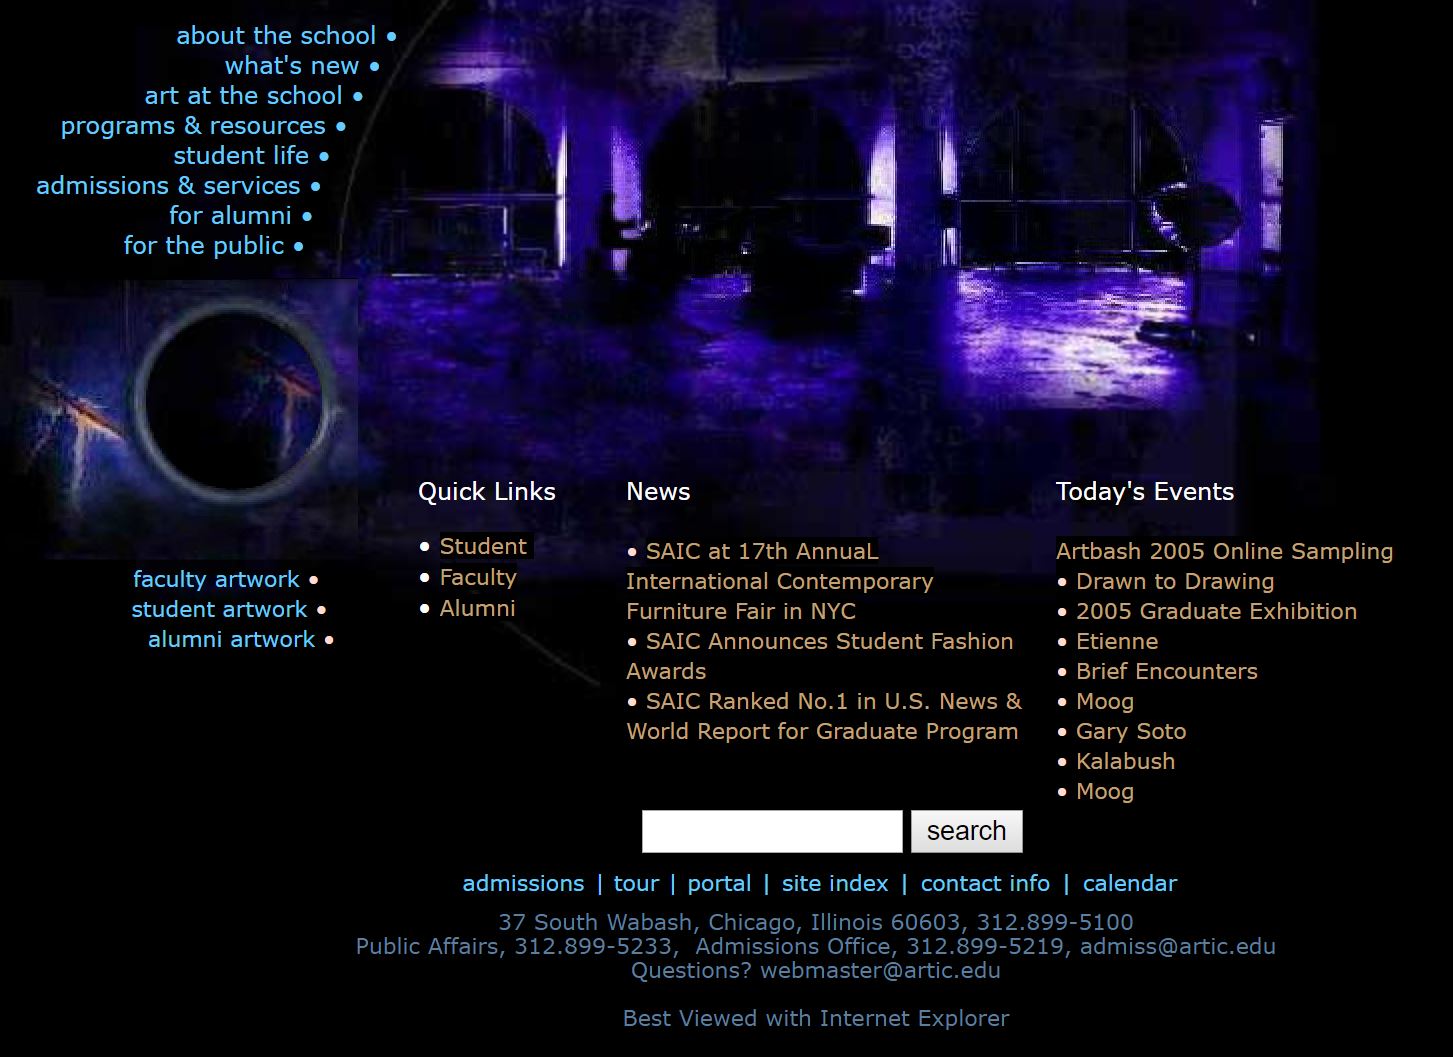 about the school •
what's new •
art at the school •
programs & resources •
student life •
admissions & services •
for alumni •
for the public •
faculty artwork •
student artwork •
alumni artwork •
Quick Links
• Student
• Faculty
• Alumni
News
• SAIC at 17th AnnuaL
International Contemporary
Furniture Fair in NYC
• SAIC Announces Student Fashion
Awards
• SAIC Ranked No.1 in U.S. News &
World Report for Graduate Program
Today's Events
Artbash 2005 Online Sampling
• Drawn to Drawing
• 2005 Graduate Exhibition
• Etienne
• Brief Encounters
• Moog
• Gary Soto
• Kalabush
• Moog
search
admissions | tour | portal | site index | contact info | calendar
37 South Wabash, Chicago, Illinois 60603, 312.899-5100
Public Affairs, 312.899-5233, Admissions Office, 312.899-5219, admiss@artic.edu
Questions? webmaster@artic.edu
Best Viewed with Internet Explorer